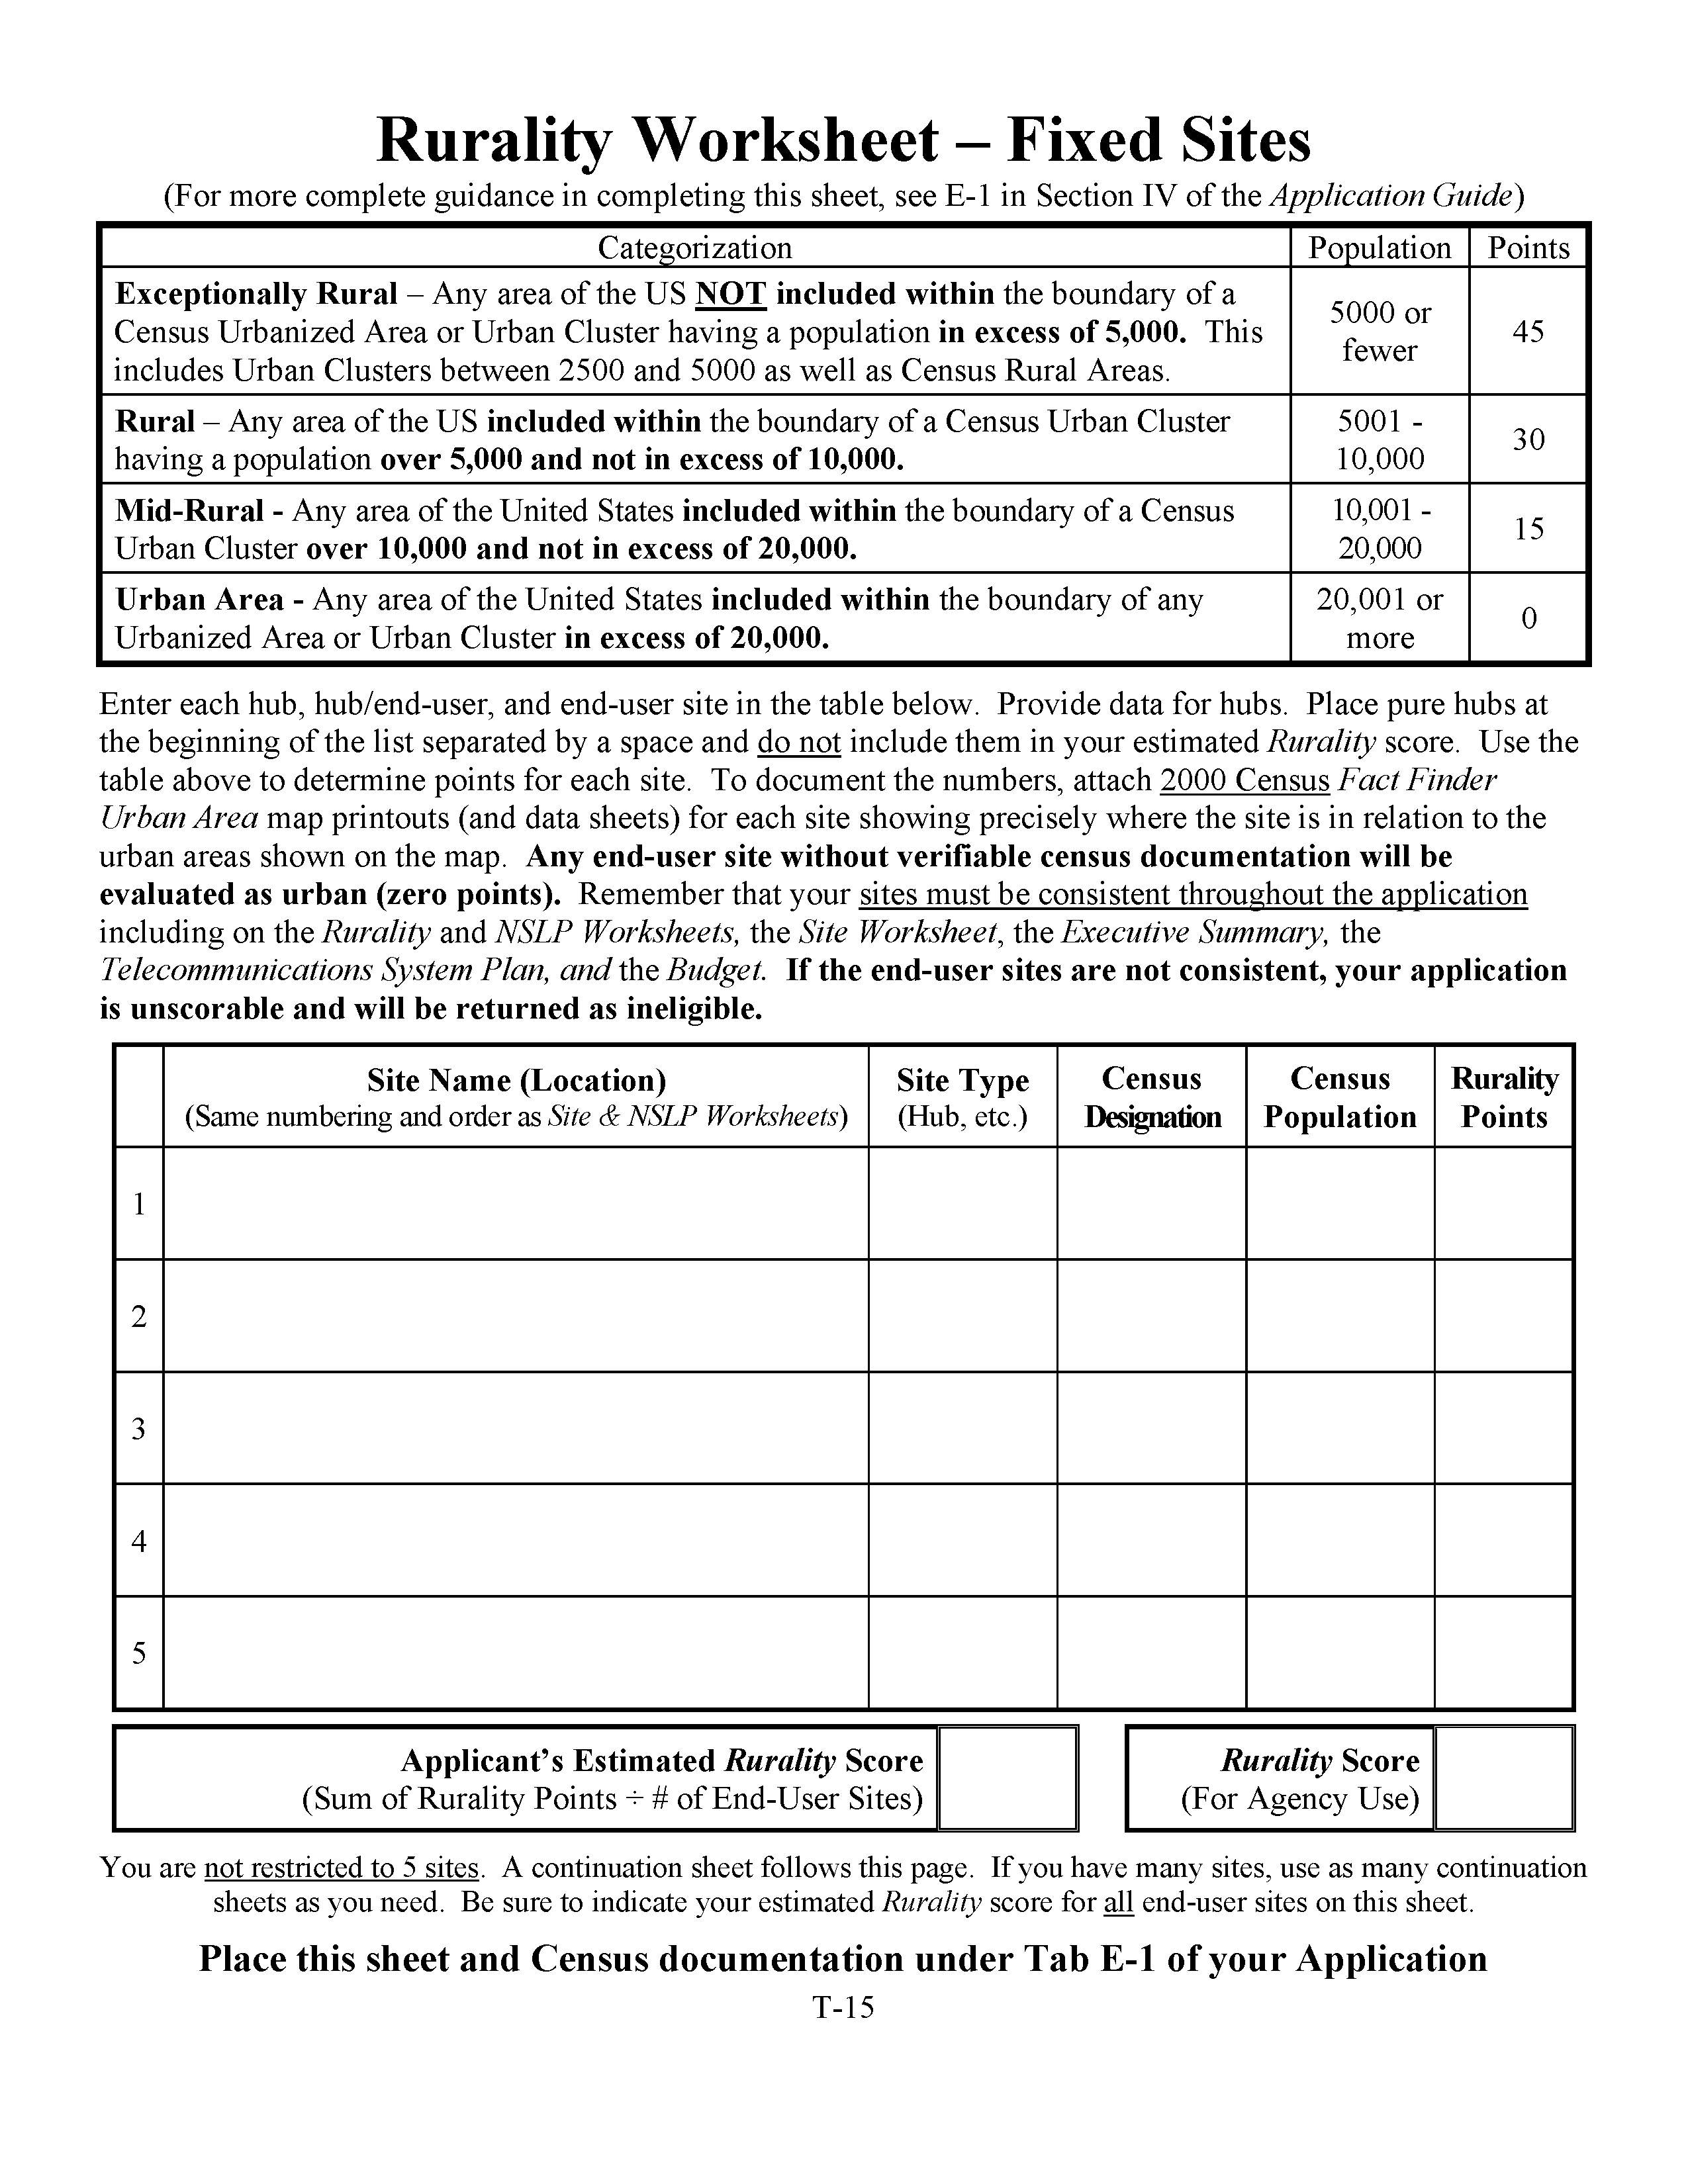 Rurality Worksheet – Fixed Sites
(For more complete guidance in completing this sheet, see E-1 in Section IV of the Application Guide)
Categorization Population Points
Exceptionally Rural – Any area of the US NOT included within the boundary of a
Census Urbanized Area or Urban Cluster having a population in excess of 5,000. This
includes Urban Clusters between 2500 and 5000 as well as Census Rural Areas.
5000 or
fewer
45
Rural – Any area of the US included within the boundary of a Census Urban Cluster
having a population over 5,000 and not in excess of 10,000.
5001 -
10,000
30
Mid-Rural - Any area of the United States included within the boundary of a Census
Urban Cluster over 10,000 and not in excess of 20,000.
10,001 -
20,000
15
Urban Area - Any area of the United States included within the boundary of any
Urbanized Area or Urban Cluster in excess of 20,000.
20,001 or
more
0
Enter each hub, hub/end-user, and end-user site in the table below. Provide data for hubs. Place pure hubs at
the beginning of the list separated by a space and do not include them in your estimated Rurality score. Use the
table above to determine points for each site. To document the numbers, attach 2000 Census Fact Finder
Urban Area map printouts (and data sheets) for each site showing precisely where the site is in relation to the
urban areas shown on the map. Any end-user site without verifiable census documentation will be
evaluated as urban (zero points). Remember that your sites must be consistent throughout the application
including on the Rurality and NSLP Worksheets, the Site Worksheet, the Executive Summary, the
Telecommunications System Plan, and the Budget. If the end-user sites are not consistent, your application
is unscorable and will be returned as ineligible.
Site Name (Location)
(Same numbering and order as Site & NSLP Worksheets)
Site Type
(Hub, etc.)
Census
Designation
Census
Population
Rurality
Points
1
2
3
4
5
Applicant's Estimated Rurality Score
(Sum of Rurality Points ÷ # of End-User Sites)
Rurality Score
(For Agency Use)
You are not restricted to 5 sites. A continuation sheet follows this page. If you have many sites, use as many continuation
sheets as you need. Be sure to indicate your estimated Rurality score for all end-user sites on this sheet.
Place this sheet and Census documentation under Tab E-1 of your Application
T-15